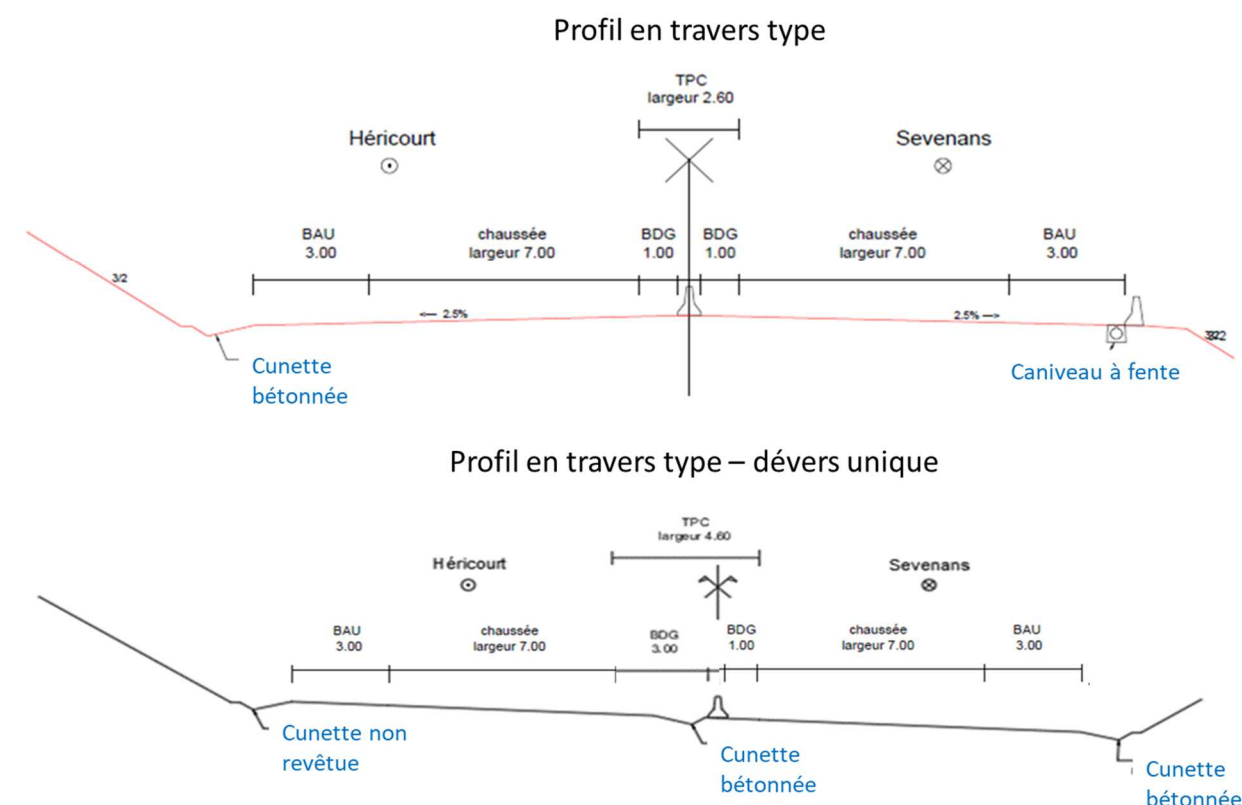 Profil en travers type
TPC
largeur 2.60
Héricourt
Sevenans
BAU
3.00
chaussée
largeur 7.00
BDG
1.00
BDG
1.00
chaussée
largeur 7.00
BAU
3.00
3/2
<— 2.5%
2.5% —>
Cunette
bétonnée
Caniveau à fente
Profil en travers type – dévers unique
TPC
largeur 4.60
Héricourt
Sevenans
BAU
3.00
chaussée
largeur 7.00
BDG
3.00
BDG
1.00
chaussée
largeur 7.00
BAU
3.00
Cunette non
revêtue
Cunette
bétonnée
Cunette
bétonnée